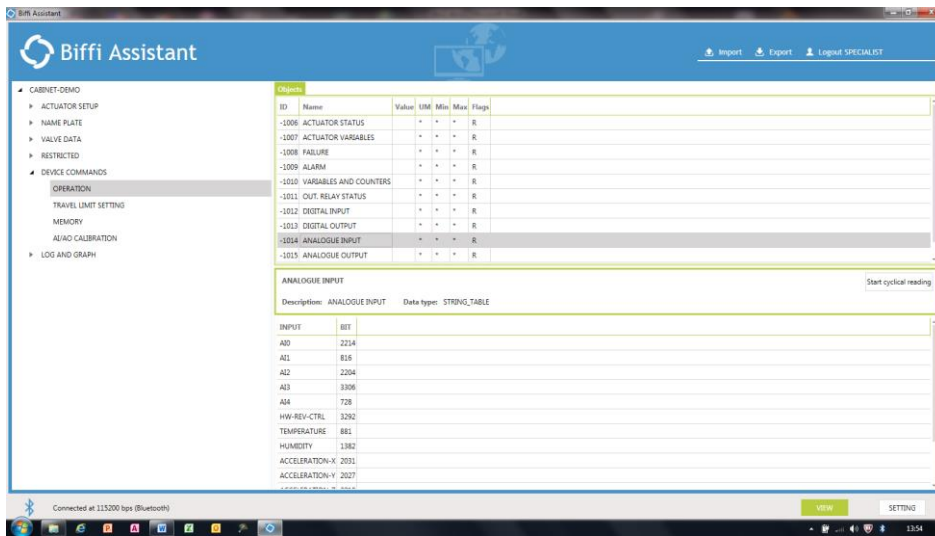 Biffi Assistant
Biffi Assistant
Import Export Logout SPECIALIST
CABINET-DEMO
ACTUATOR SETUP
NAME PLATE
VALVE DATA
RESTRICTED
DEVICE COMMANDS
OPERATION
TRAVEL LIMIT SETTING
MEMORY
AI/AO CALIBRATION
LOG AND GRAPH
Objects
ID Name Value UM Min Max Flags
-1006 ACTUATOR STATUS * * * R
-1007 ACTUATOR VARIABLES * * * R
-1008 FAILURE * * * R
-1009 ALARM * * * R
-1010 VARIABLES AND COUNTERS * * * R
-1011 OUT. RELAY STATUS * * * R
-1012 DIGITAL INPUT * * * R
-1013 DIGITAL OUTPUT * * * R
-1014 ANALOGUE INPUT * * * R
-1015 ANALOGUE OUTPUT * * * R
ANALOGUE INPUT
Start cyclical reading
Description: ANALOGUE INPUT Data type: STRING_TABLE
INPUT BIT
AI0 2214
AI1 816
AI2 2204
AI3 3306
AI4 728
HW-REV-CTRL 3292
TEMPERATURE 881
HUMIDITY 1382
ACCELERATION-X 2031
ACCELERATION-Y 2027
Connected at 115200 bps (Bluetooth)
VIEW SETTING
13:54